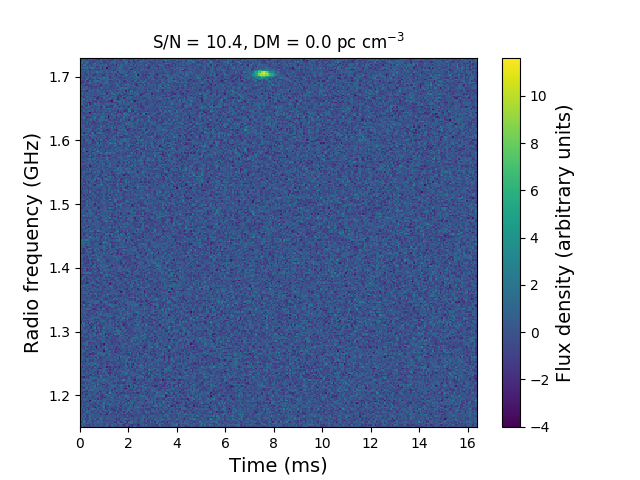 S/N = 10.4, DM = 0.0 pc cm⁻³
Radio frequency (GHz)
1.7
1.6
1.5
1.4
1.3
1.2
0 2 4 6 8 10 12 14 16
Time (ms)
10
8
6
4
2
0
−2
−4
Flux density (arbitrary units)